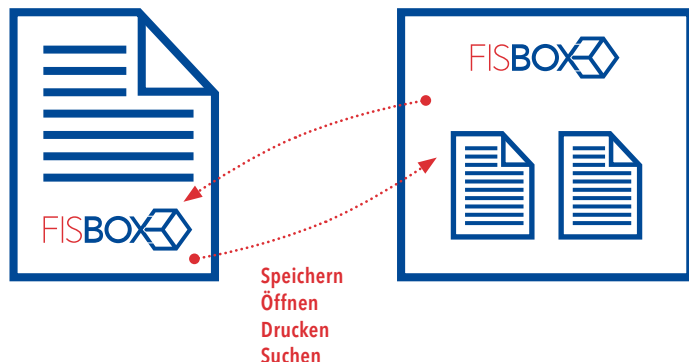 FISBOX
FISBOX
Speichern
Öffnen
Drucken
Suchen